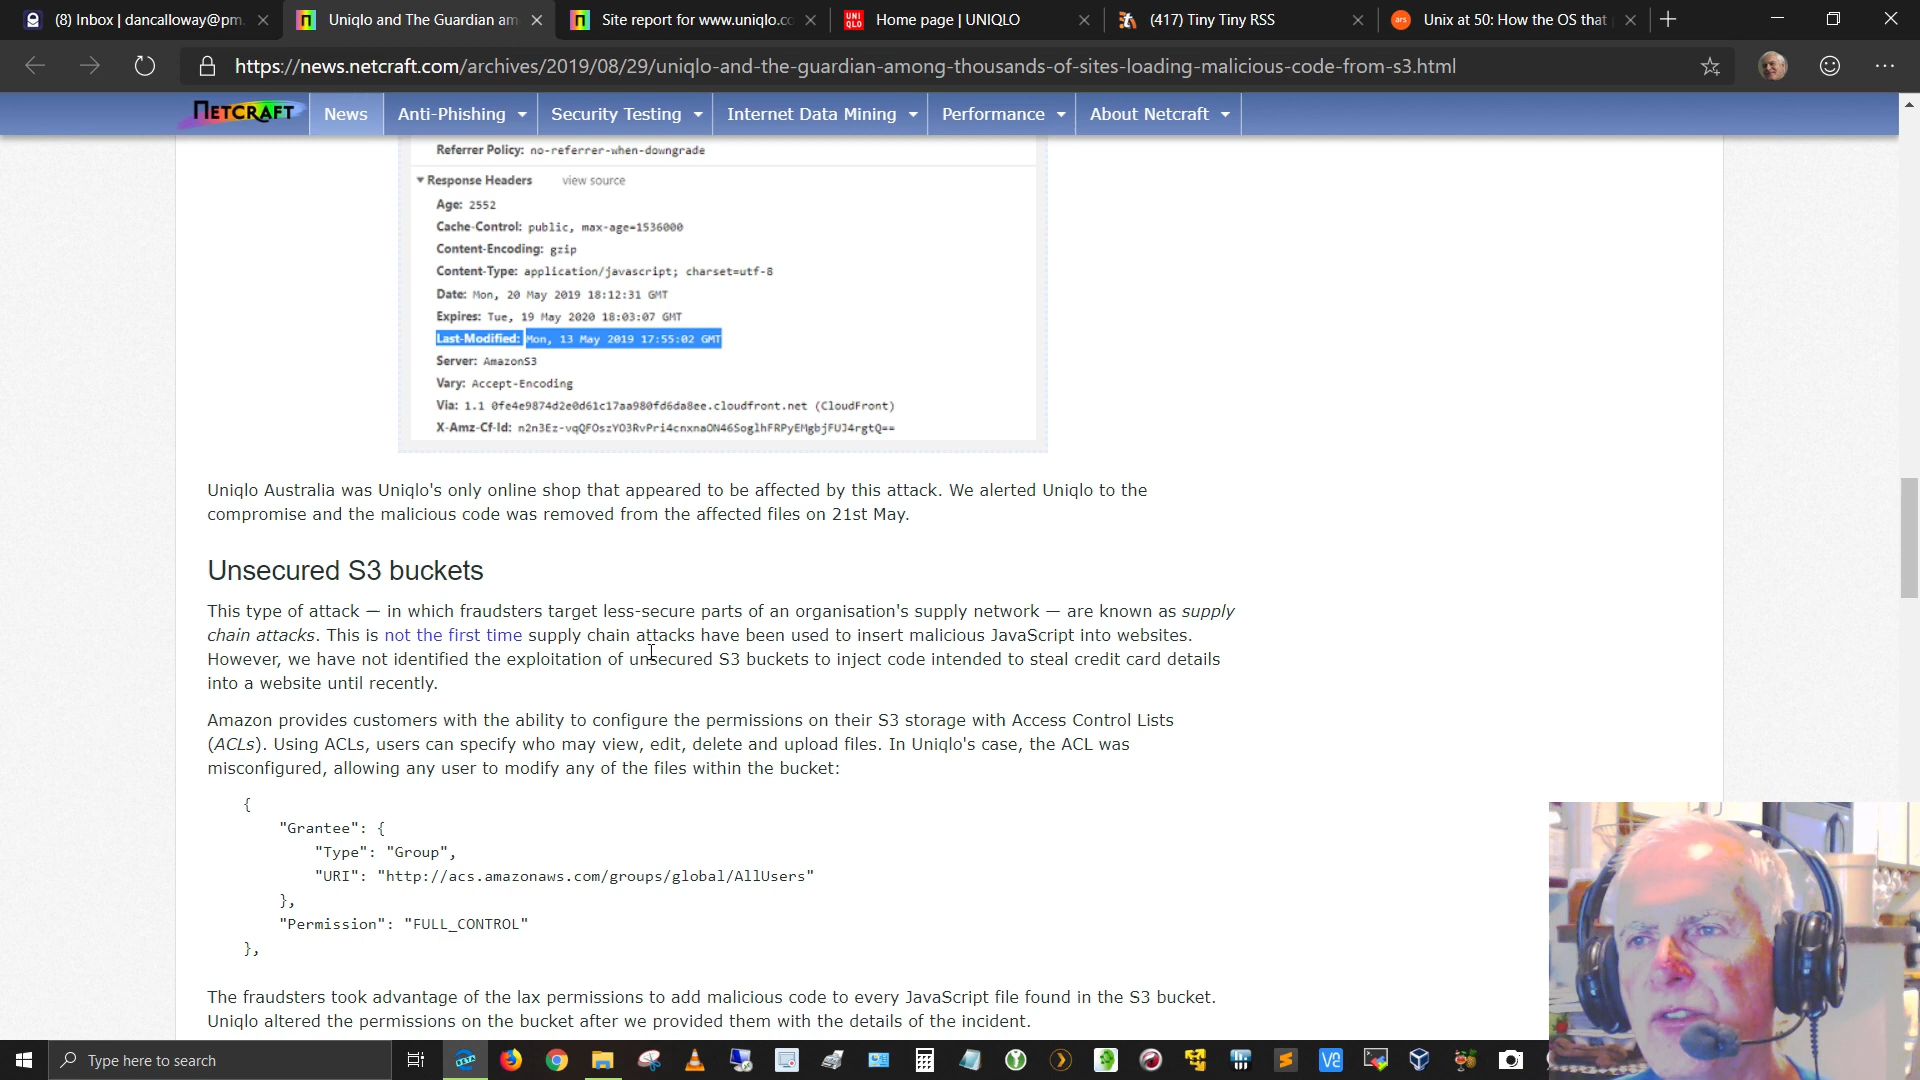 (8) Inbox | dancalloway@pm.
Uniqlo and The Guardian am
Site report for www.uniqlo.co
UNI QLO
Home page | UNIQLO
(417) Tiny Tiny RSS
ars
Unix at 50: How the OS that
https://news.netcraft.com/archives/2019/08/29/uniqlo-and-the-guardian-among-thousands-of-sites-loading-malicious-code-from-s3.html
NETCRAFT
News
Anti-Phishing
Security Testing
Internet Data Mining
Performance
About Netcraft
Referrer Policy: no-referrer-when-downgrade
Response Headers view source
Age: 2552
Cache-Control: public, max-age=1536000
Content-Encoding: gzip
Content-Type: application/javascript; charset=utf-8
Date: Mon, 20 May 2019 18:12:31 GMT
Expires: Tue, 19 May 2020 18:03:07 GMT
Last-Modified: Mon, 13 May 2019 17:55:02 GMT
Server: AmazonS3
Vary: Accept-Encoding
Via: 1.1 0fe4e9874d2e0d61c17aa980fd6da8ee.cloudfront.net (CloudFront)
X-Amz-Cf-Id: n2n3Ez-vqQFOszYO3RvPri4cnxnaON46SoglhFRPyEMgbjFUJ4rgtQ==
Uniqlo Australia was Uniqlo's only online shop that appeared to be affected by this attack. We alerted Uniqlo to the
compromise and the malicious code was removed from the affected files on 21st May.
Unsecured S3 buckets
This type of attack — in which fraudsters target less-secure parts of an organisation's supply network — are known as supply
chain attacks. This is not the first time supply chain attacks have been used to insert malicious JavaScript into websites.
However, we have not identified the exploitation of unsecured S3 buckets to inject code intended to steal credit card details
into a website until recently.
Amazon provides customers with the ability to configure the permissions on their S3 storage with Access Control Lists
(ACLs). Using ACLs, users can specify who may view, edit, delete and upload files. In Uniqlo's case, the ACL was
misconfigured, allowing any user to modify any of the files within the bucket:
{
"Grantee": {
"Type": "Group",
"URI": "http://acs.amazonaws.com/groups/global/AllUsers"
},
"Permission": "FULL_CONTROL"
},
The fraudsters took advantage of the lax permissions to add malicious code to every JavaScript file found in the S3 bucket.
Uniqlo altered the permissions on the bucket after we provided them with the details of the incident.
Type here to search
BETA